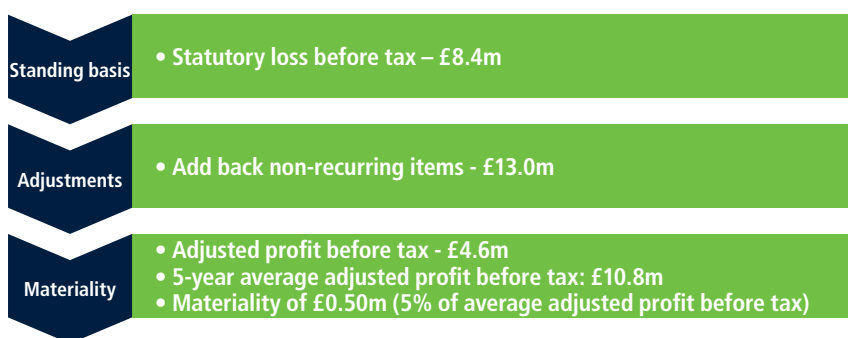 Standing basis
• Statutory loss before tax – £8.4m
Adjustments
• Add back non-recurring items - £13.0m
Materiality
• Adjusted profit before tax - £4.6m
• 5-year average adjusted profit before tax: £10.8m
• Materiality of £0.50m (5% of average adjusted profit before tax)